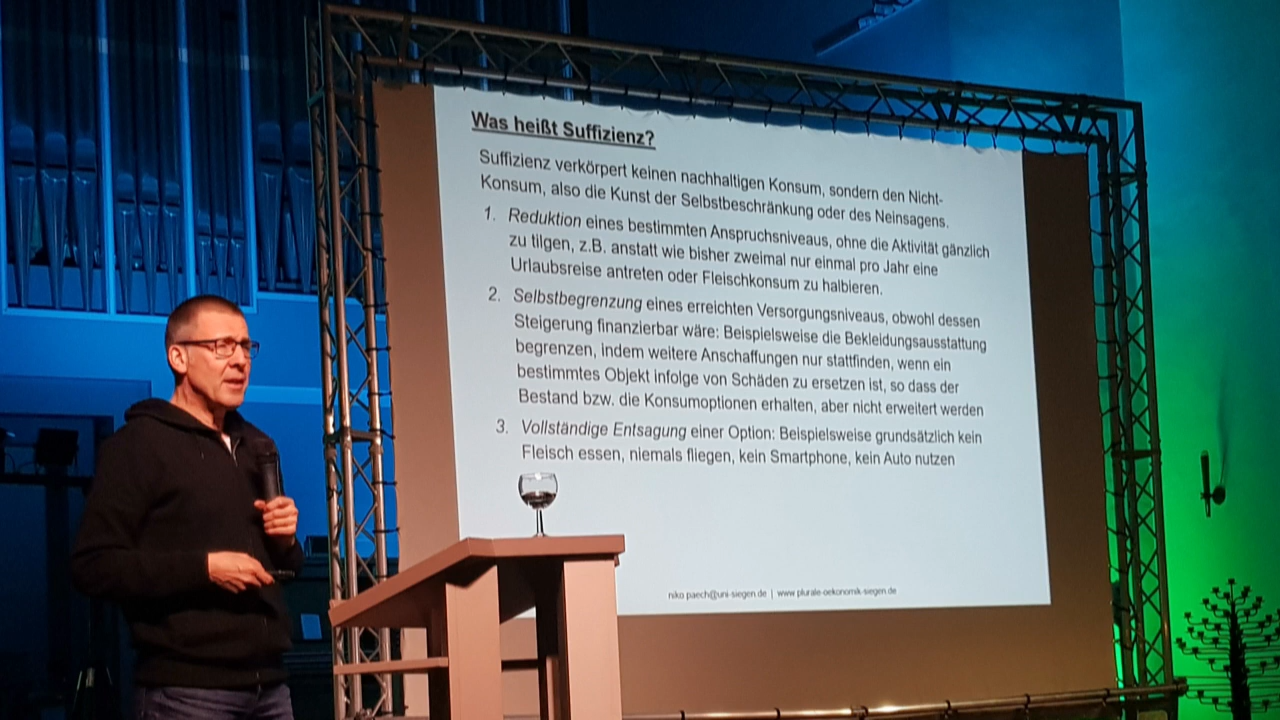 Was heißt Suffizienz?
Suffizienz verkörpert keinen nachhaltigen Konsum, sondern den Nicht-
Konsum, also die Kunst der Selbstbeschränkung oder des Neinsagens.
1. Reduktion eines bestimmten Anspruchsniveaus, ohne die Aktivität gänzlich
zu tilgen, z.B. anstatt wie bisher zweimal nur einmal pro Jahr eine
Urlaubsreise antreten oder Fleischkonsum zu halbieren.
2. Selbstbegrenzung eines erreichten Versorgungsniveaus, obwohl dessen
Steigerung finanzierbar wäre: Beispielsweise die Bekleidungsausstattung
begrenzen, indem weitere Anschaffungen nur stattfinden, wenn ein
bestimmtes Objekt infolge von Schäden zu ersetzen ist, so dass der
Bestand bzw. die Konsumoptionen erhalten, aber nicht erweitert werden
3. Vollständige Entsagung einer Option: Beispielsweise grundsätzlich kein
Fleisch essen, niemals fliegen, kein Smartphone, kein Auto nutzen
niko.paech@uni-siegen.de | www.plurale-oekonomik-siegen.de